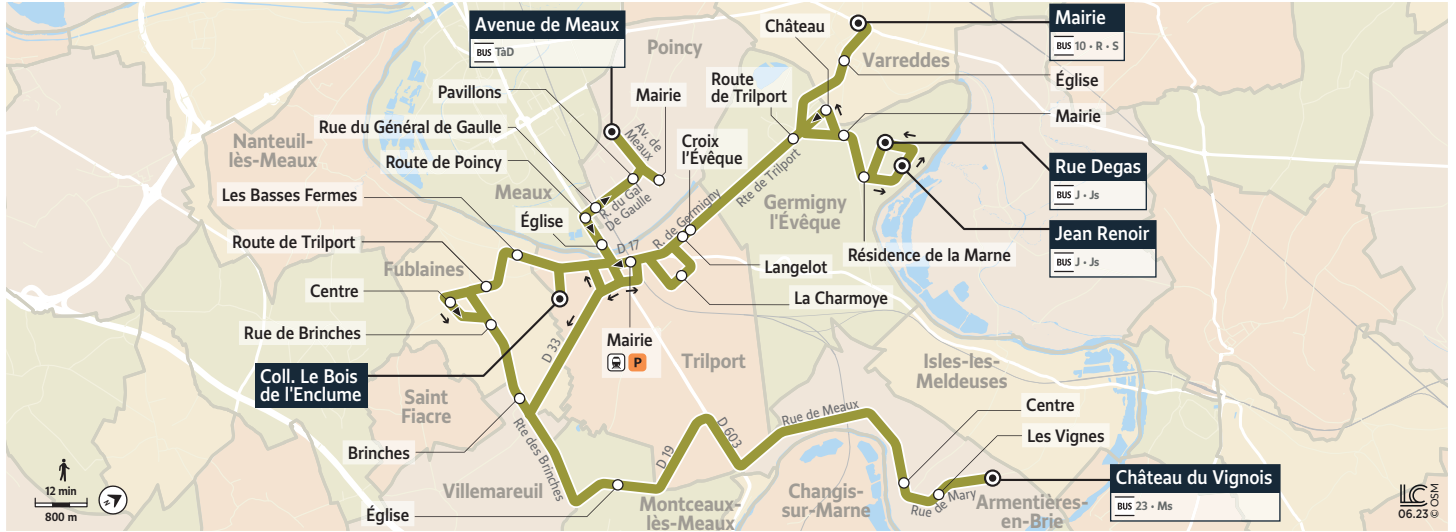 Avenue de Meaux
BUS TàD
Poincy
Château
Mairie
BUS 10 • R • S
Varreddes
Pavillons
Mairie
Route
de Trilport
Église
Nanteuil-
lès-Meaux
Rue du Général de Gaulle
Av. de
Meaux
Croix
l'Évêque
Mairie
Route de Poincy
Meaux
R. du Gal
De Gaulle
Rte de Trilport
Rue Degas
BUS J • Js
Les Basses Fermes
Église
R. de Germigny
Germigny
l'Évêque
Jean Renoir
BUS J • Js
Route de Trilport
D 17
Résidence de la Marne
Fublaines
Langelot
Centre
La Charmoye
Rue de Brinches
D 33
Mairie
P
Trilport
Isles-les-
Meldeuses
Coll. Le Bois
de l'Enclume
Saint
Fiacre
Centre
Rue de Meaux
Brinches
Rte des Brinches
D 19
D 603
Les Vignes
12 min
800 m
Villemareuil
Église
Montceaux-
lès-Meaux
Changis-
sur-Marne
Rue de Mary
Armentières-
en-Brie
Château du Vignois
BUS 23 • Ms
LC
06.23 © OSM